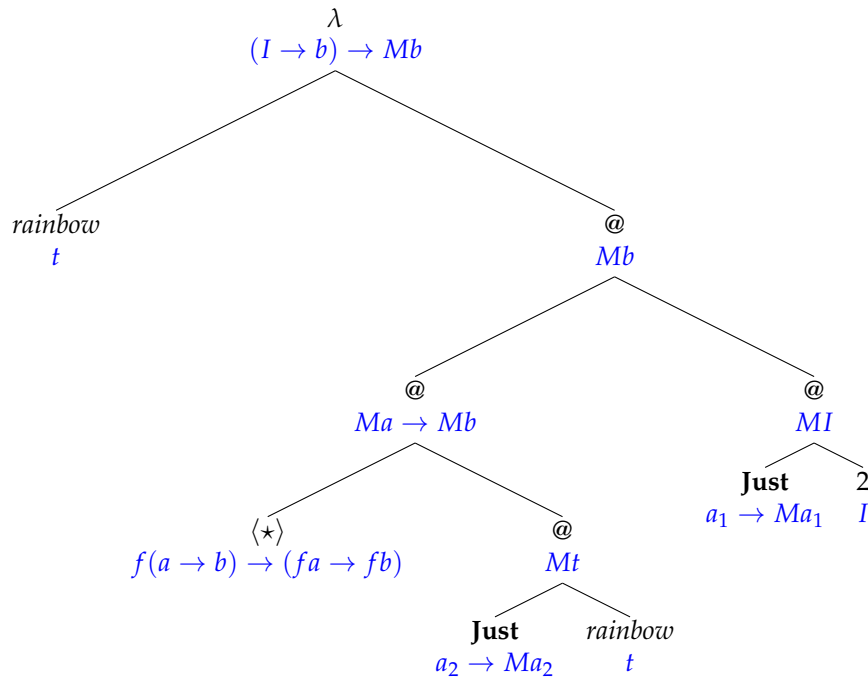 λ
(I → b) → Mb
rainbow
t
@
Mb
@
Ma → Mb
@
MI
⟨⋆⟩
f(a → b) → (fa → fb)
@
Mt
Just
a₁ → Ma₁
2
I
Just
a₂ → Ma₂
rainbow
t